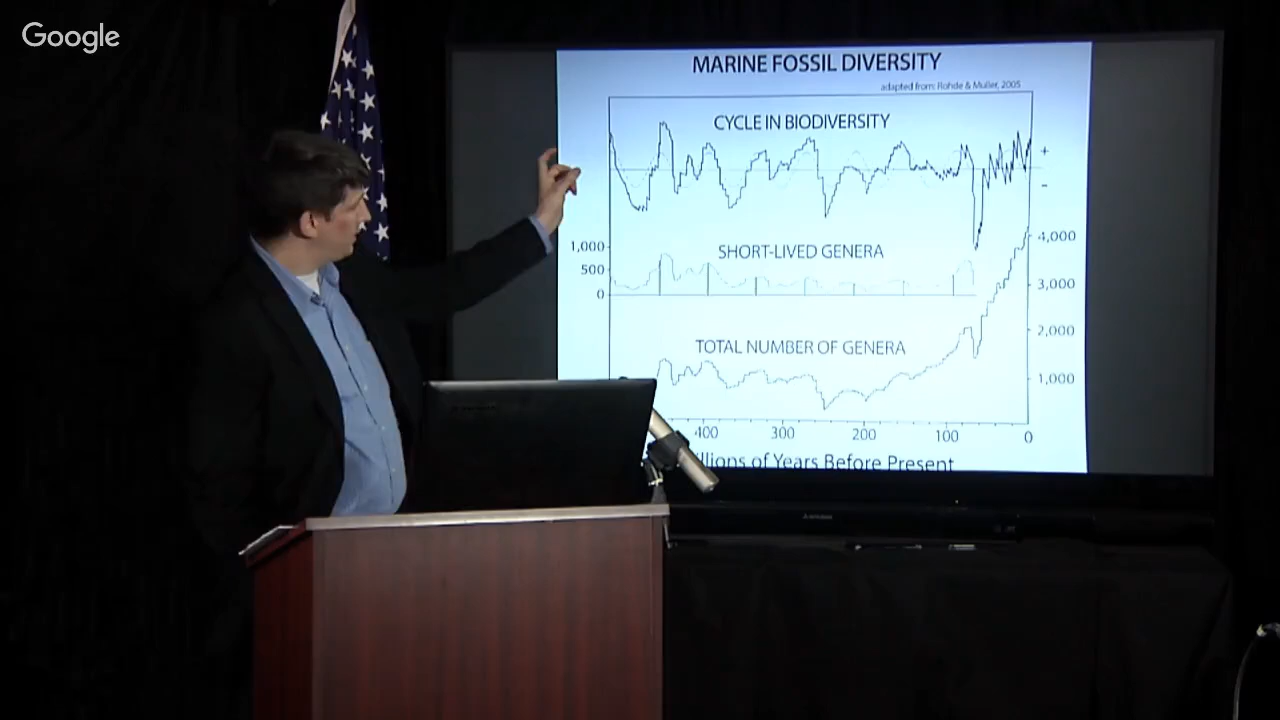 Google
MARINE FOSSIL DIVERSITY
adapted from: Rohde & Muller, 2005
CYCLE IN BIODIVERSITY
+
-
1,000
SHORT-LIVED GENERA
4,000
500
3,000
0
2,000
TOTAL NUMBER OF GENERA
1,000
400
300
200
100
0
llions of Years Before Present